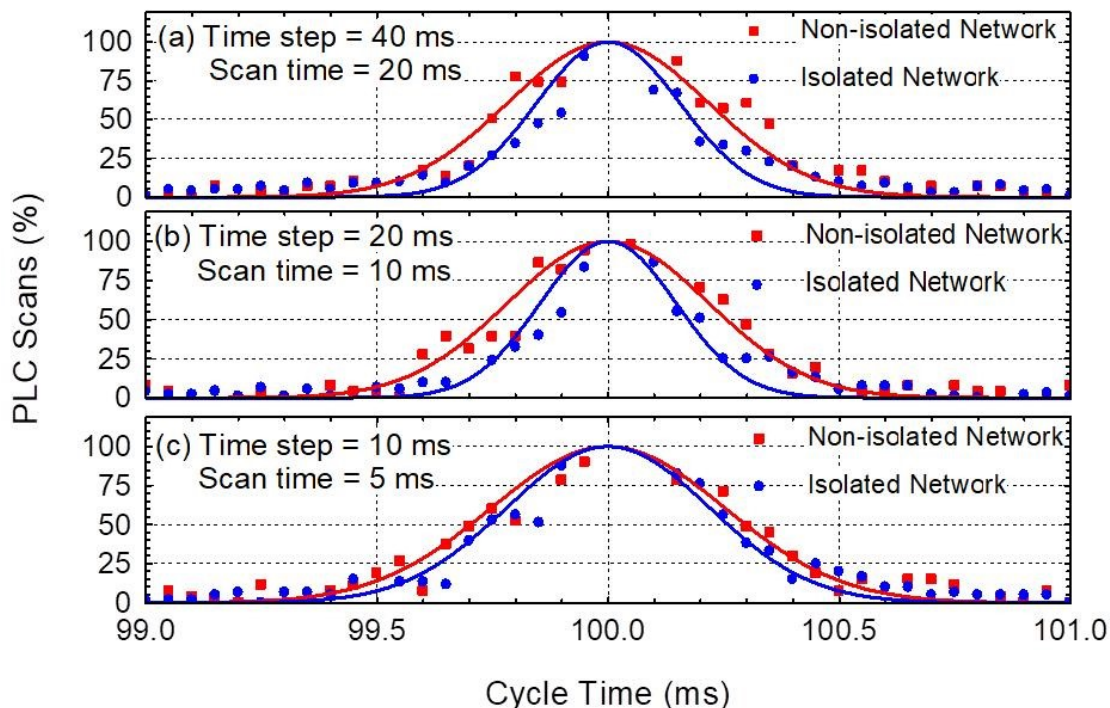 PLC Scans (%)
(a) Time step = 40 ms
Scan time = 20 ms
Non-isolated Network
Isolated Network
100
75
50
25
0
(b) Time step = 20 ms
Scan time = 10 ms
Non-isolated Network
Isolated Network
100
75
50
25
0
(c) Time step = 10 ms
Scan time = 5 ms
Non-isolated Network
Isolated Network
100
75
50
25
0
99.0 99.5 100.0 100.5 101.0
Cycle Time (ms)